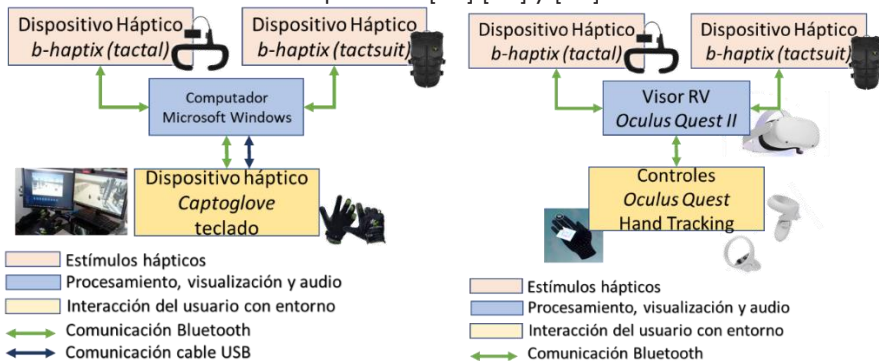 Dispositivo Háptico
b-haptix (tactal)
Dispositivo Háptico
b-haptix (tactsuit)
Computador
Microsoft Windows
Dispositivo háptico
Captoglove
teclado
Estímulos hápticos
Procesamiento, visualización y audio
Interacción del usuario con entorno
Comunicación Bluetooth
Comunicación cable USB
Dispositivo Háptico
b-haptix (tactal)
Dispositivo Háptico
b-haptix (tactsuit)
Visor RV
Oculus Quest II
Controles
Oculus Quest
Hand Tracking
Estímulos hápticos
Procesamiento, visualización y audio
Interacción del usuario con entorno
Comunicación Bluetooth